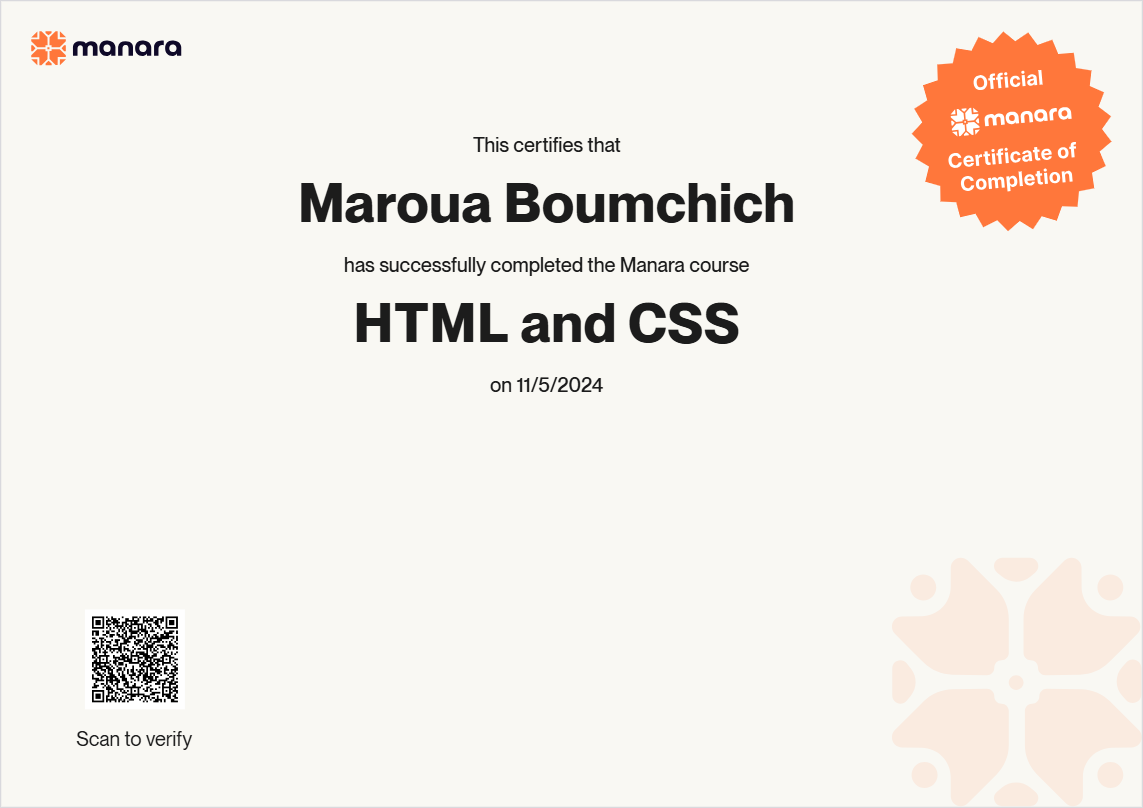 manara
Official
manara
Certificate of
Completion
This certifies that
Maroua Boumchich
has successfully completed the Manara course
HTML and CSS
on 11/5/2024
Scan to verify